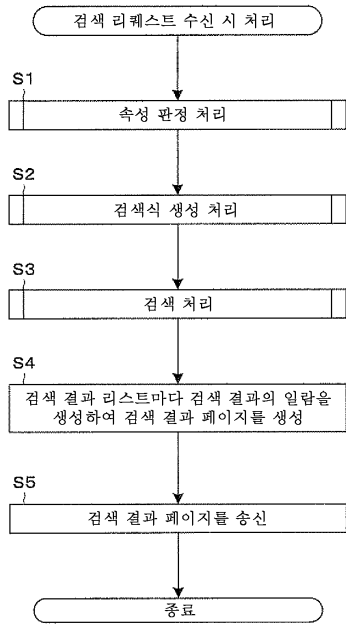 검색 리퀘스트 수신 시 처리
S1
속성 판정 처리
S2
검색식 생성 처리
S3
검색 처리
S4
검색 결과 리스트마다 검색 결과의 일람을
생성하여 검색 결과 페이지를 생성
S5
검색 결과 페이지를 송신
종료